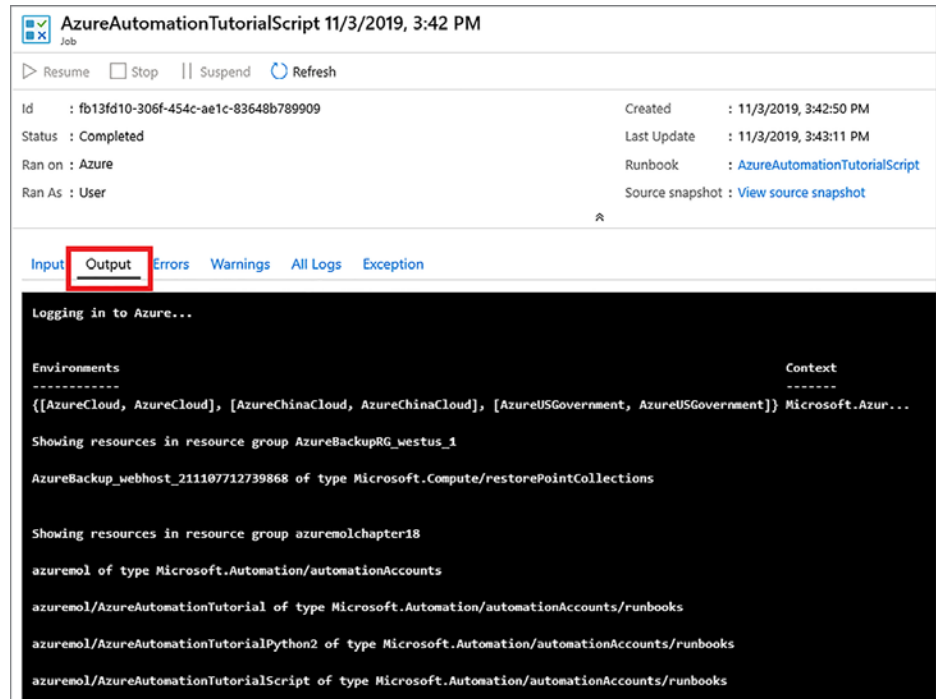 AzureAutomationTutorialScript 11/3/2019, 3:42 PM
Job
Resume Stop Suspend Refresh
Id : fb13fd10-306f-454c-ae1c-83648b789909 Created : 11/3/2019, 3:42:50 PM
Status : Completed Last Update : 11/3/2019, 3:43:11 PM
Ran on : Azure Runbook : AzureAutomationTutorialScript
Ran As : User Source snapshot : View source snapshot
Input Output Errors Warnings All Logs Exception
Logging in to Azure...
Environments Context
------------ -------
{[AzureCloud, AzureCloud], [AzureChinaCloud, AzureChinaCloud], [AzureUSGovernment, AzureUSGovernment]} Microsoft.Azur...
Showing resources in resource group AzureBackupRG_westus_1
AzureBackup_webhost_211107712739868 of type Microsoft.Compute/restorePointCollections
Showing resources in resource group azuremolchapter18
azuremol of type Microsoft.Automation/automationAccounts
azuremol/AzureAutomationTutorial of type Microsoft.Automation/automationAccounts/runbooks
azuremol/AzureAutomationTutorialPython2 of type Microsoft.Automation/automationAccounts/runbooks
azuremol/AzureAutomationTutorialScript of type Microsoft.Automation/automationAccounts/runbooks